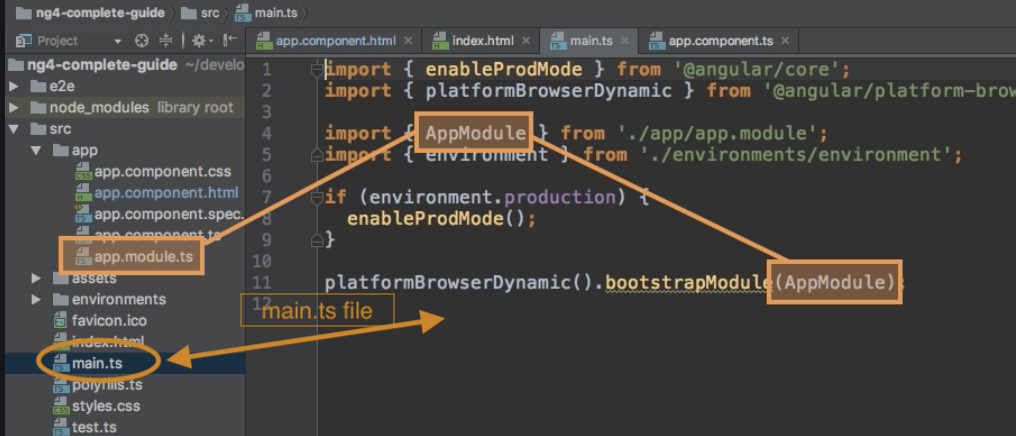 ng4-complete-guide src main.ts
Project
app.component.html × index.html × main.ts × app.component.ts ×
ng4-complete-guide ~/develo
e2e
node_modules library root
src
app
app.component.css
app.component.html
app.component.spec.
app.component.ts
app.module.ts
assets
environments
favicon.ico
index.html
main.ts
polyfills.ts
styles.css
test.ts
1 import { enableProdMode } from '@angular/core';
2 import { platformBrowserDynamic } from '@angular/platform-brow
3
4 import { AppModule } from './app/app.module';
5 import { environment } from './environments/environment';
6
7 if (environment.production) {
8 enableProdMode();
9 }
10
11 platformBrowserDynamic().bootstrapModule(AppModule);
12
main.ts file